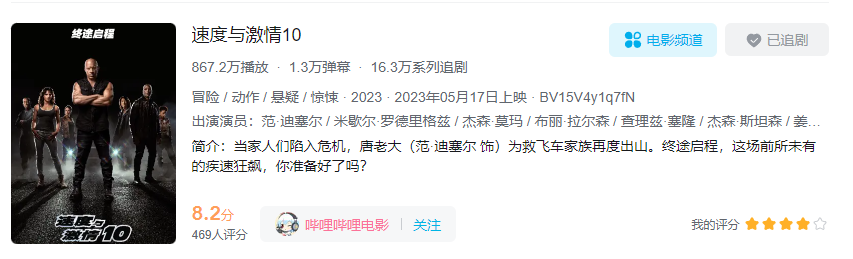 终途启程
速度与激情10
电影频道
已追剧
867.2万播放 · 1.3万弹幕 · 16.3万系列追剧
冒险 / 动作 / 悬疑 / 惊悚 · 2023 · 2023年05月17日上映 · BV15V4y1q7fN
出演演员：范·迪塞尔 / 米歇尔·罗德里格兹 / 杰森·莫玛 / 布丽·拉尔森 / 查理兹·塞隆 / 杰森·斯坦森 / 姜...
简介：当家人们陷入危机，唐老大（范·迪塞尔 饰）为救飞车家族再度出山。终途启程，这场前所未有
的疾速狂飙，你准备好了吗？
速度与
激情10
8.2分
469人评分
哔哩哔哩电影 | 关注
我的评分